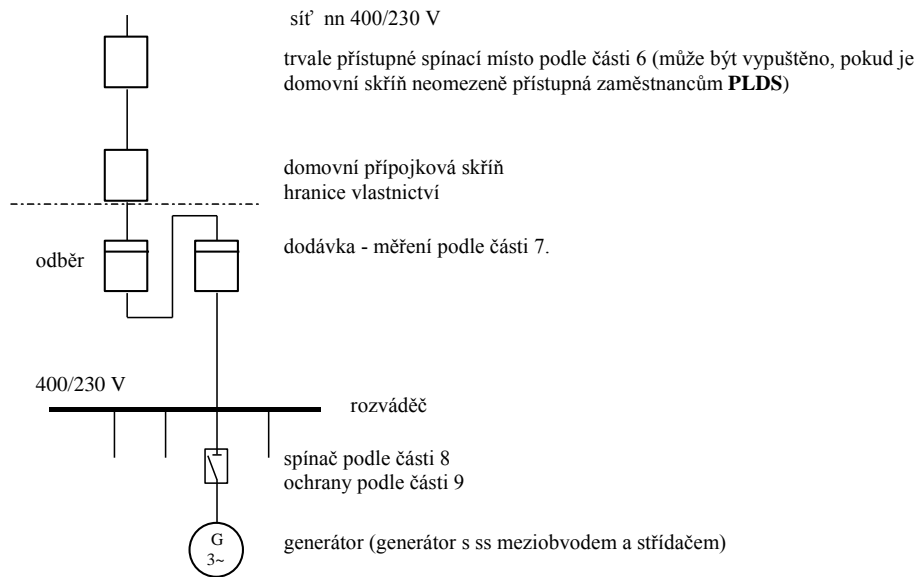 síť nn 400/230 V
trvale přístupné spínací místo podle části 6 (může být vypuštěno, pokud je
domovní skříň neomezeně přístupná zaměstnancům PLDS)
domovní přípojková skříň
hranice vlastnictví
odběr
dodávka - měření podle části 7.
400/230 V
rozváděč
spínač podle části 8
ochrany podle části 9
G
3~
generátor (generátor s ss meziobvodem a střídačem)